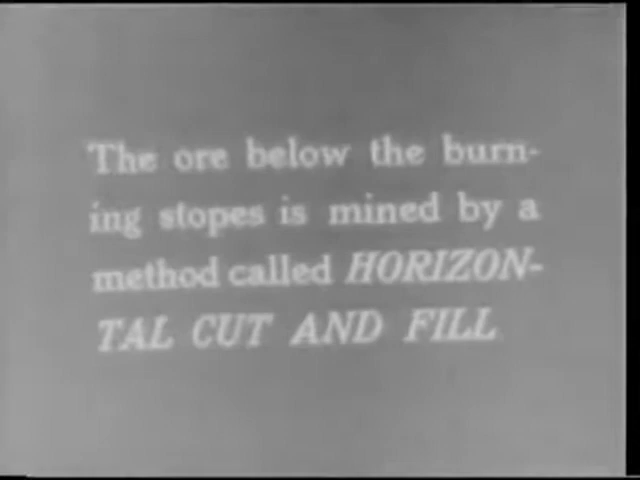 The ore below the burn-
ing stopes is mined by a
method called HORIZON-
TAL CUT AND FILL